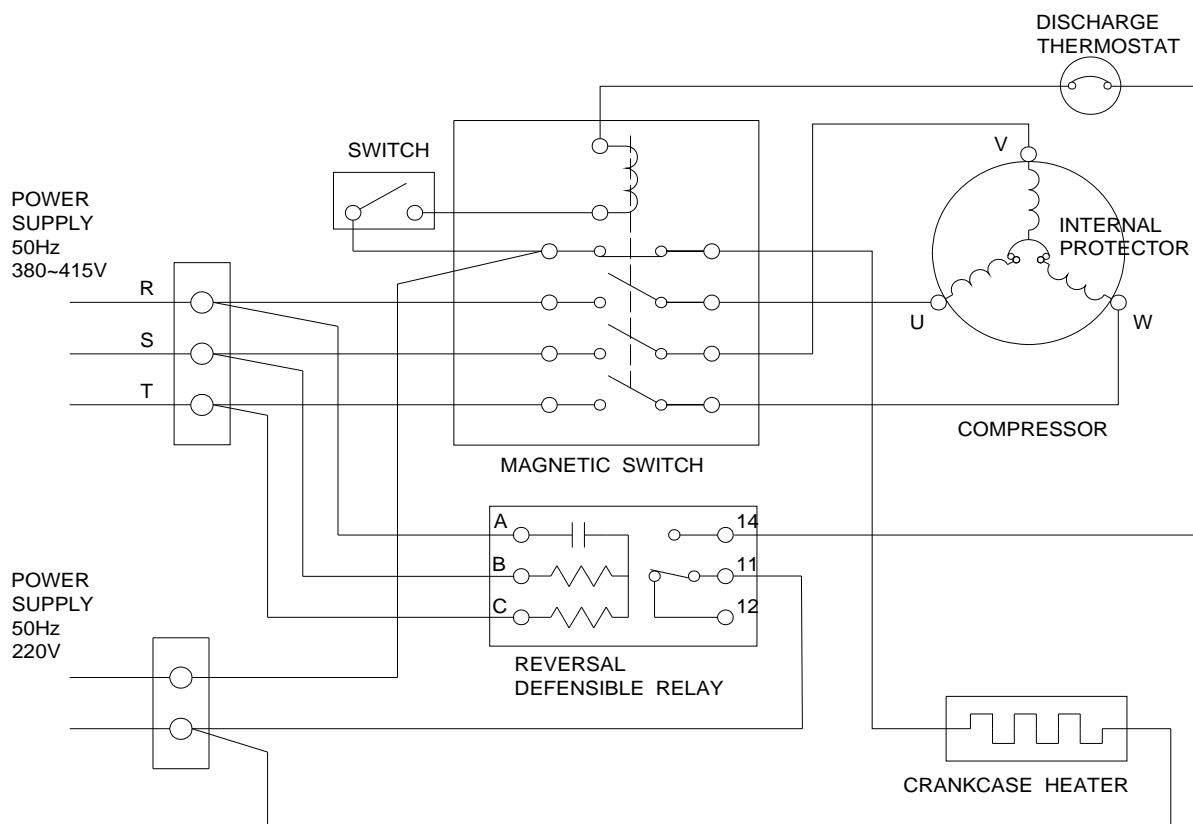 DISCHARGE
THERMOSTAT
SWITCH
V
POWER
SUPPLY
50Hz
380~415V
INTERNAL
PROTECTOR
R
S
T
U
W
COMPRESSOR
MAGNETIC SWITCH
A
B
C
14
11
12
POWER
SUPPLY
50Hz
220V
REVERSAL
DEFENSIBLE RELAY
CRANKCASE HEATER